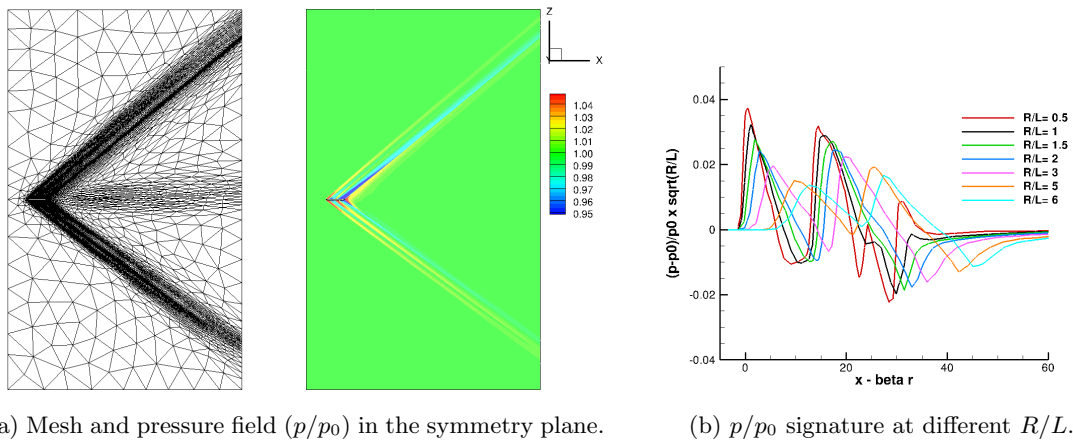 Z
Y
X
1.04
1.03
1.02
1.01
1.00
0.99
0.98
0.97
0.96
0.95
(p-p0)/p0 x sqrt(R/L)
0.04
0.02
0
-0.02
-0.04
0
20
40
60
x - beta r
R/L= 0.5
R/L= 1
R/L= 1.5
R/L= 2
R/L= 3
R/L= 5
R/L= 6
a) Mesh and pressure field (p/p₀) in the symmetry plane.
(b) p/p₀ signature at different R/L.